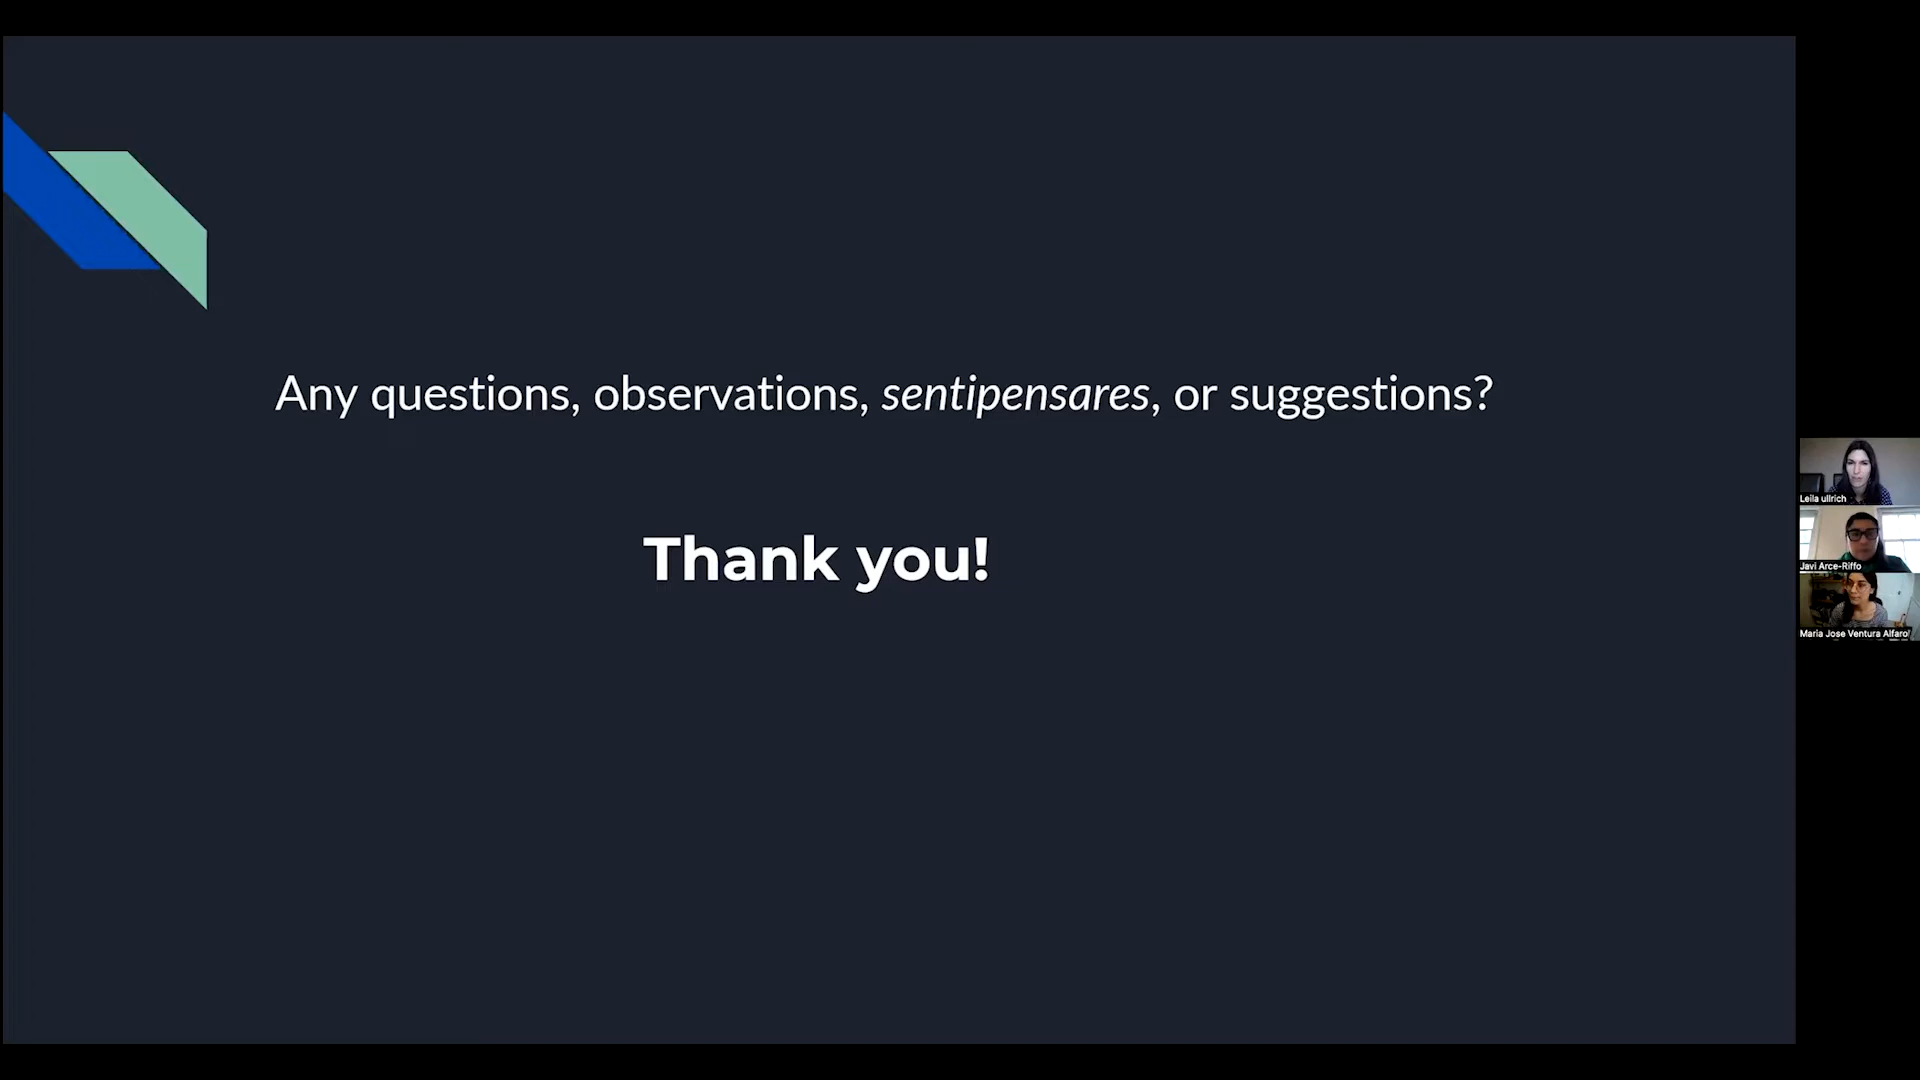 Any questions, observations, sentipensares, or suggestions?
Thank you!
Leila ullrich
Javi Arce-Riffo
Maria Jose Ventura Alfaro